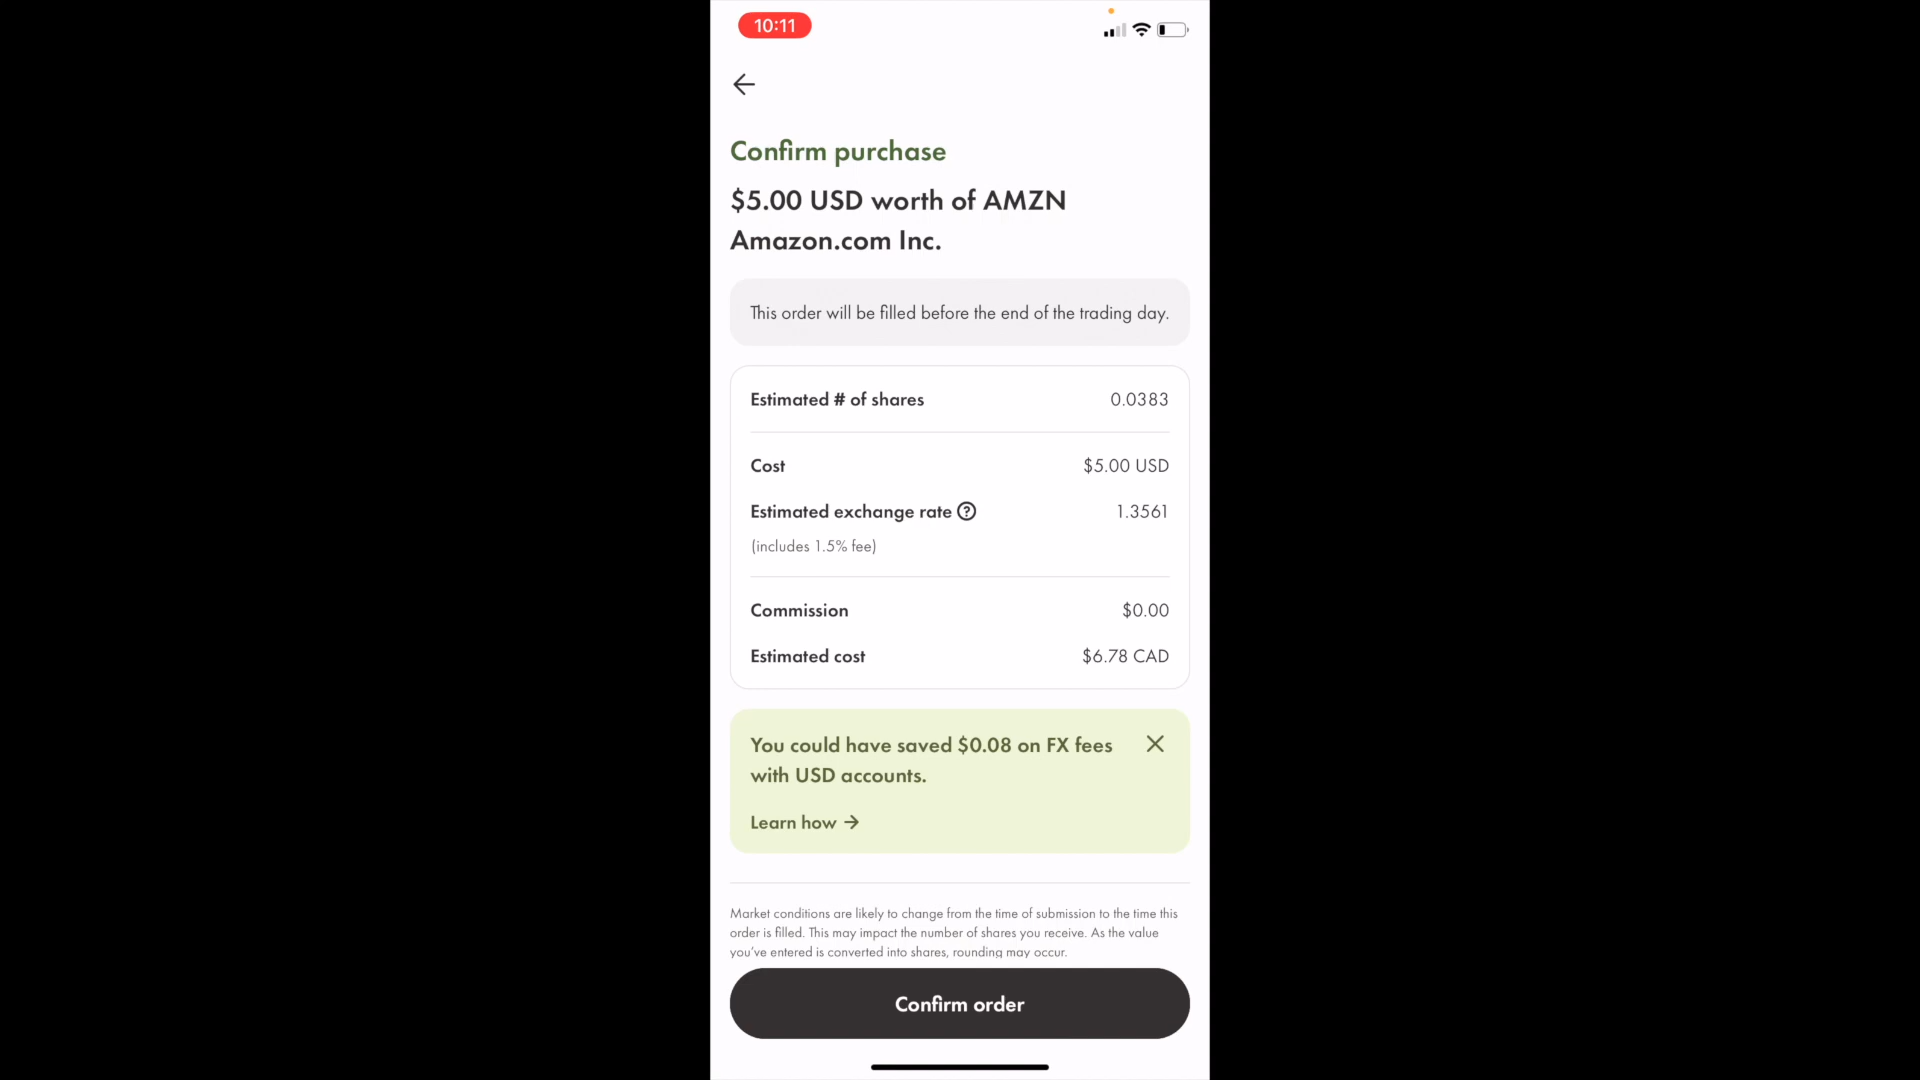 10:11
Confirm purchase
$5.00 USD worth of AMZN
Amazon.com Inc.
This order will be filled before the end of the trading day.
Estimated # of shares 0.0383
Cost $5.00 USD
Estimated exchange rate ? 1.3561
(includes 1.5% fee)
Commission $0.00
Estimated cost $6.78 CAD
You could have saved $0.08 on FX fees
with USD accounts.
Learn how →
Market conditions are likely to change from the time of submission to the time this
order is filled. This may impact the number of shares you receive. As the value
you've entered is converted into shares, rounding may occur.
Confirm order